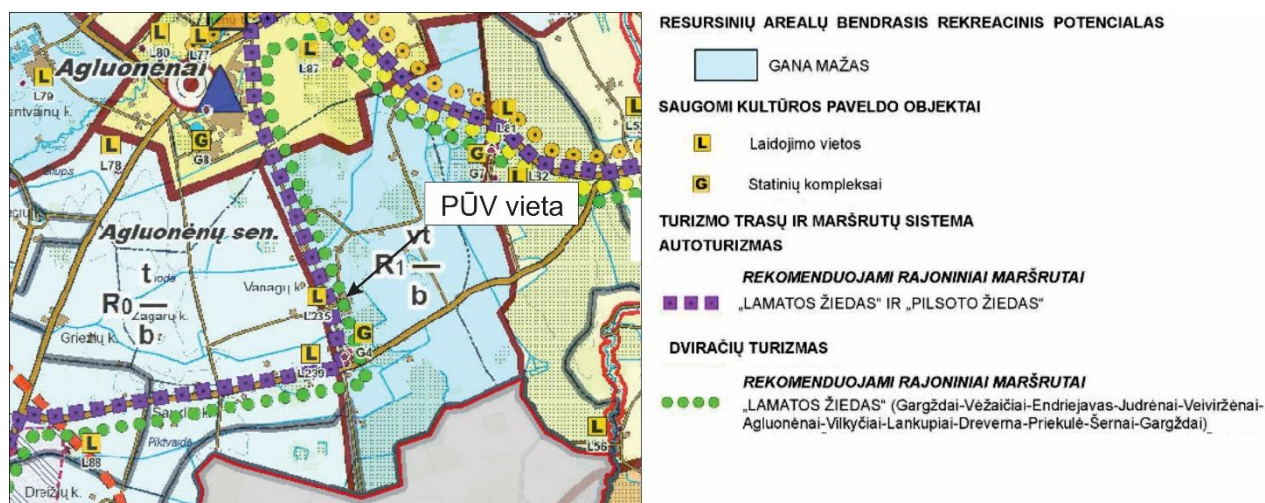 L80
L77
L87
Agluonėnai
L79
L78
G8
L81
G7
L82
PŪV vieta
Agluonėnų sen.
vt
R1
b
t
R0
b
Vanagų k.
Žagarų k.
L235
Griežlų k.
G4
L239
Piktvaidė
L88
L56
Dreižių k.
RESURSINIŲ AREALŲ BENDRASIS REKREACINIS POTENCIALAS
GANA MAŽAS
SAUGOMI KULTŪROS PAVELDO OBJEKTAI
L Laidojimo vietos
G Statinių kompleksai
TURIZMO TRASŲ IR MARŠRUTŲ SISTEMA
AUTOTURIZMAS
REKOMENDUOJAMI RAJONINIAI MARŠRUTAI
„LAMATOS ŽIEDAS“ IR „PILSOTO ŽIEDAS“
DVIRAČIŲ TURIZMAS
REKOMENDUOJAMI RAJONINIAI MARŠRUTAI
„LAMATOS ŽIEDAS“ (Gargždai-Vėžaičiai-Endriejavas-Judrėnai-Veiviržėnai-
Agluonėnai-Vilkyčiai-Lankupiai-Dreverna-Priekulė-Šernai-Gargždai)